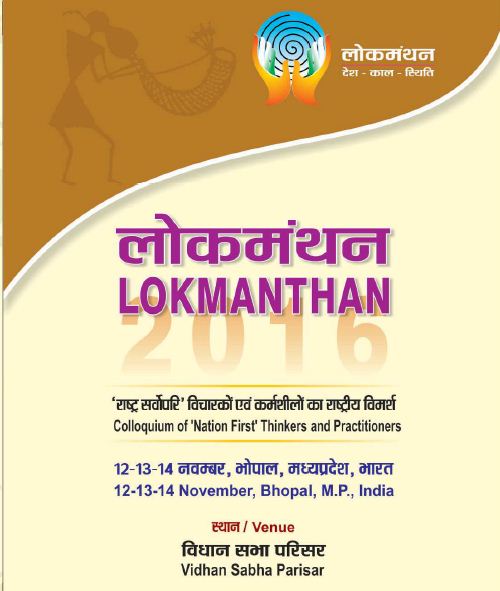 लोकमंथन
देश - काल - स्थिति
लोकमंथन
LOKMANTHAN
2016
'राष्ट्र सर्वोपरि' विचारकों एवं कर्मशीलों का राष्ट्रीय विमर्श
Colloquium of 'Nation First' Thinkers and Practitioners
12-13-14 नवम्बर, भोपाल, मध्यप्रदेश, भारत
12-13-14 November, Bhopal, M.P., India
स्थान / Venue
विधान सभा परिसर
Vidhan Sabha Parisar